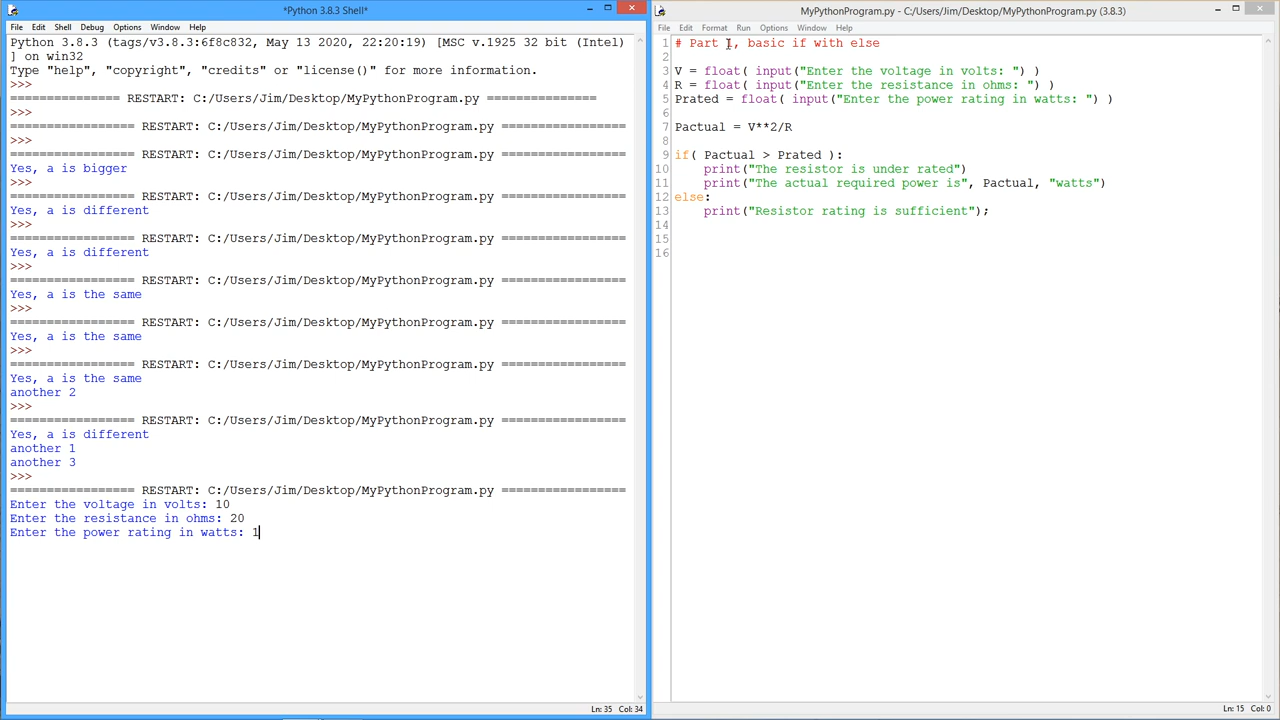 *Python 3.8.3 Shell*
File Edit Shell Debug Options Window Help
Python 3.8.3 (tags/v3.8.3:6f8c832, May 13 2020, 22:20:19) [MSC v.1925 32 bit (Intel)
] on win32
Type "help", "copyright", "credits" or "license()" for more information.
>>>
=============== RESTART: C:/Users/Jim/Desktop/MyPythonProgram.py ===============
>>>
================= RESTART: C:/Users/Jim/Desktop/MyPythonProgram.py =================
>>>
================= RESTART: C:/Users/Jim/Desktop/MyPythonProgram.py =================
Yes, a is bigger
>>>
================= RESTART: C:/Users/Jim/Desktop/MyPythonProgram.py =================
Yes, a is different
>>>
================= RESTART: C:/Users/Jim/Desktop/MyPythonProgram.py =================
Yes, a is different
>>>
================= RESTART: C:/Users/Jim/Desktop/MyPythonProgram.py =================
Yes, a is the same
>>>
================= RESTART: C:/Users/Jim/Desktop/MyPythonProgram.py =================
Yes, a is the same
>>>
================= RESTART: C:/Users/Jim/Desktop/MyPythonProgram.py =================
Yes, a is the same
another 2
>>>
================= RESTART: C:/Users/Jim/Desktop/MyPythonProgram.py =================
Yes, a is different
another 1
another 3
>>>
================= RESTART: C:/Users/Jim/Desktop/MyPythonProgram.py =================
Enter the voltage in volts: 10
Enter the resistance in ohms: 20
Enter the power rating in watts: 1
Ln: 35 Col: 34
MyPythonProgram.py - C:/Users/Jim/Desktop/MyPythonProgram.py (3.8.3)
File Edit Format Run Options Window Help
1 # Part , basic if with else
2
3 V = float( input("Enter the voltage in volts: ") )
4 R = float( input("Enter the resistance in ohms: ") )
5 Prated = float( input("Enter the power rating in watts: ") )
6
7 Pactual = V**2/R
8
9 if( Pactual > Prated ):
10 print("The resistor is under rated")
11 print("The actual required power is", Pactual, "watts")
12 else:
13 print("Resistor rating is sufficient");
14
15
16
Ln: 15 Col: 0